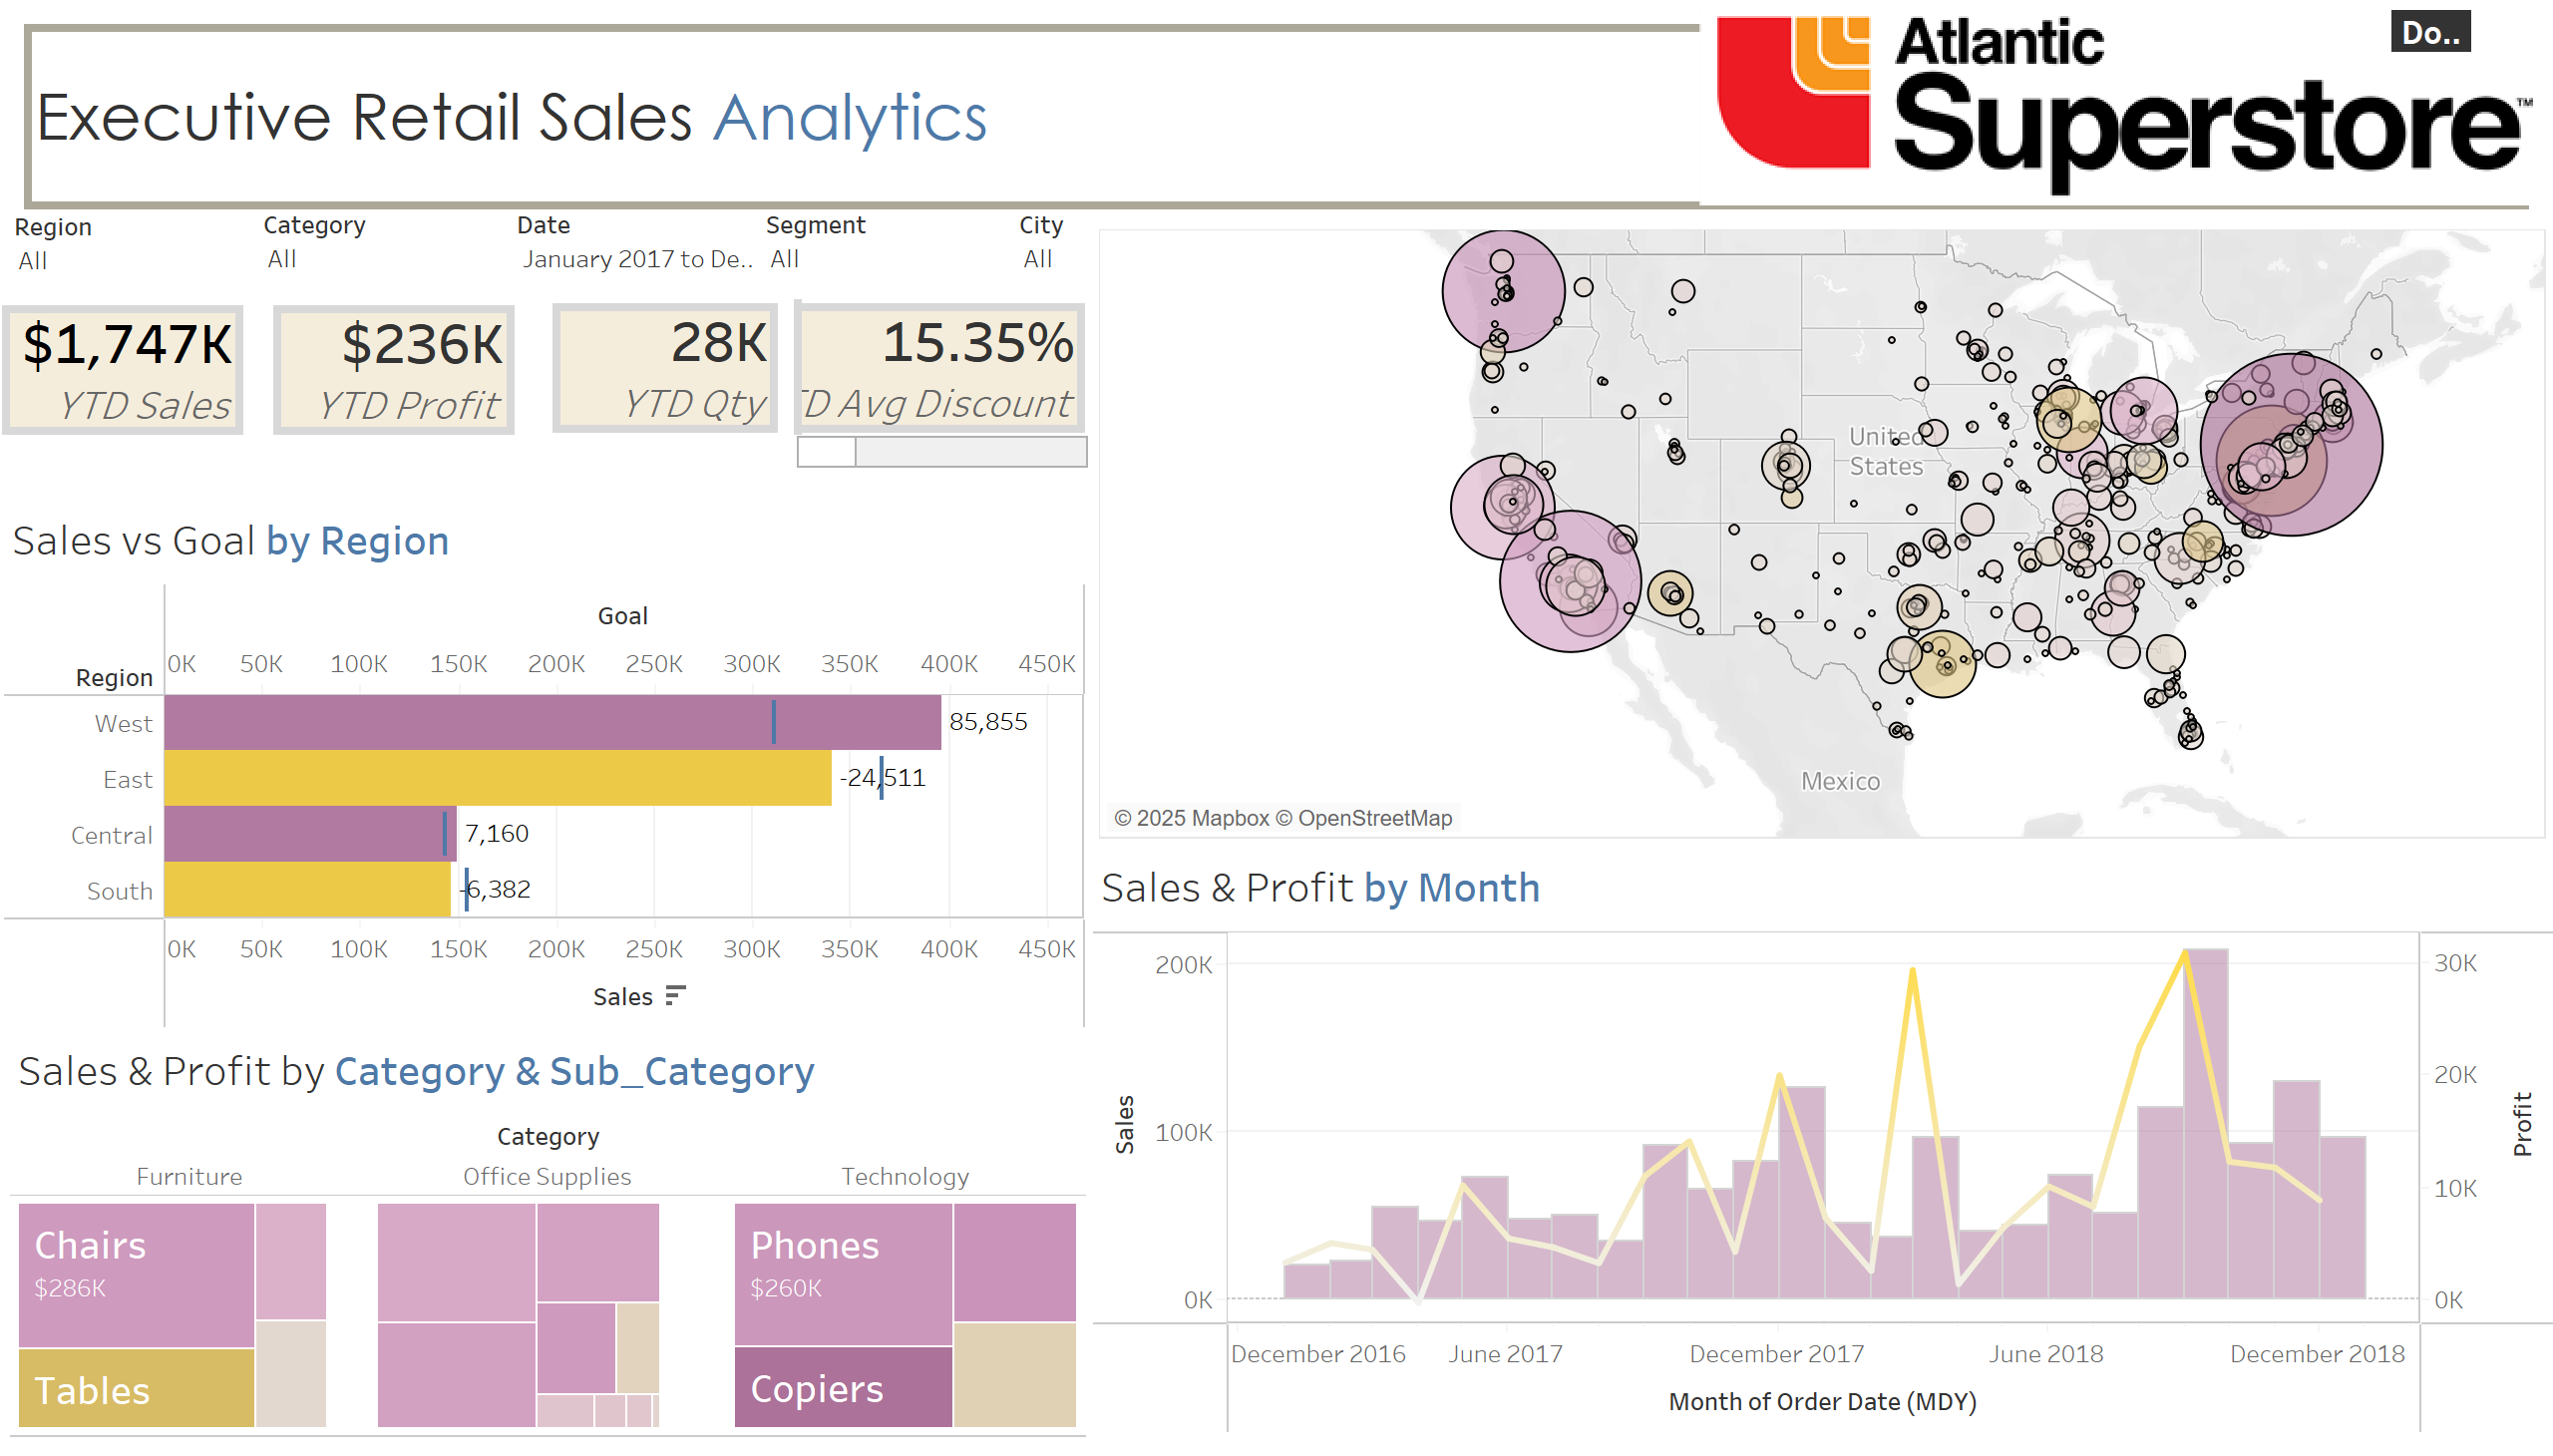 Executive Retail Sales Analytics
Atlantic
Superstore™
Do..
Region
All
Category
All
Date
January 2017 to De..
Segment
All
City
All
$1,747K
YTD Sales
$236K
YTD Profit
28K
YTD Qty
15.35%
D Avg Discount
United
States
Mexico
© 2025 Mapbox © OpenStreetMap
Sales vs Goal by Region
Goal
Region
0K 50K 100K 150K 200K 250K 300K 350K 400K 450K
West 85,855
East -24,511
Central 7,160
South -6,382
0K 50K 100K 150K 200K 250K 300K 350K 400K 450K
Sales
Sales & Profit by Category & Sub_Category
Category
Furniture Office Supplies Technology
Chairs
$286K
Tables
Phones
$260K
Copiers
Sales & Profit by Month
Sales
200K
100K
0K
Profit
30K
20K
10K
0K
December 2016 June 2017 December 2017 June 2018 December 2018
Month of Order Date (MDY)